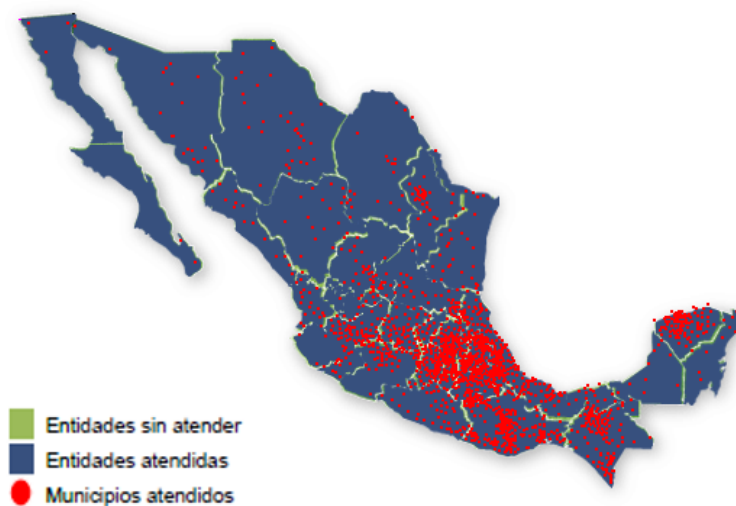 Entidades sin atender
Entidades atendidas
Municipios atendidos